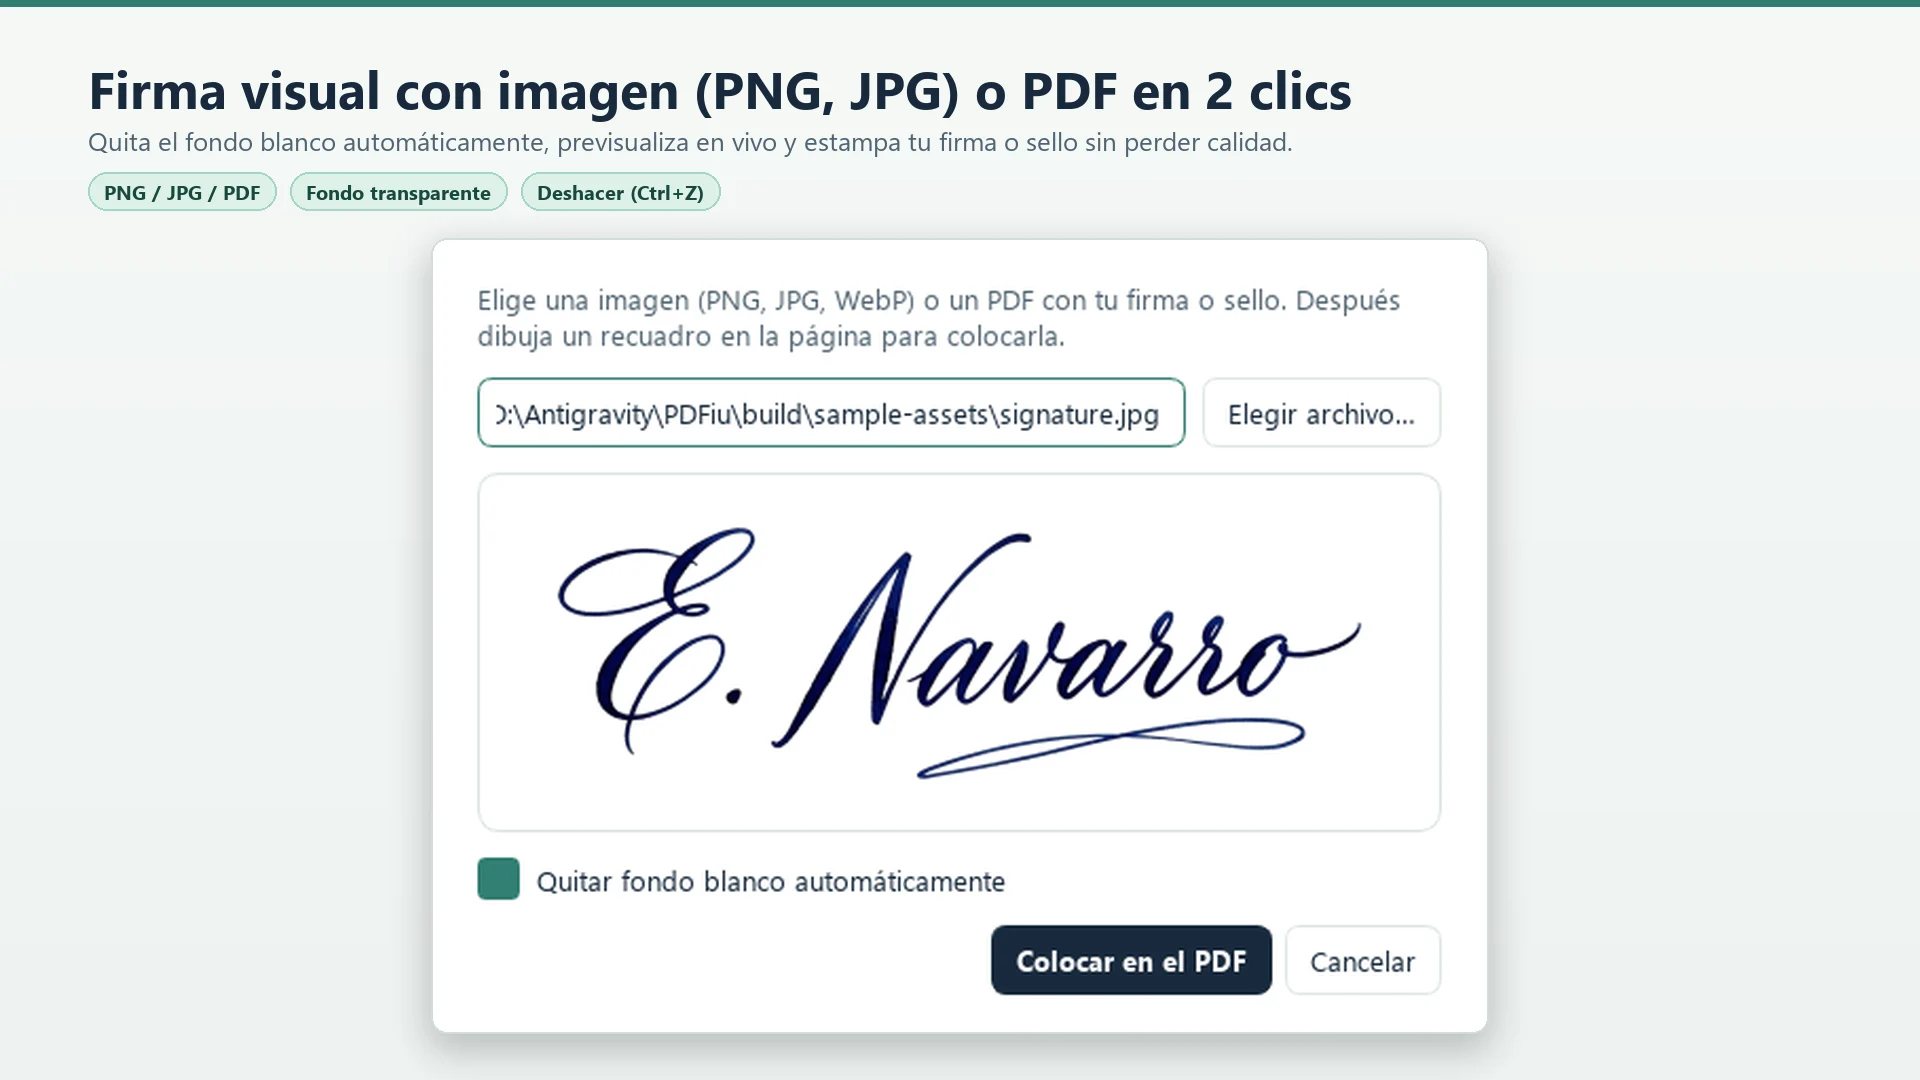 Firma visual con imagen (PNG, JPG) o PDF en 2 clics
Quita el fondo blanco automáticamente, previsualiza en vivo y estampa tu firma o sello sin perder calidad.
PNG / JPG / PDF
Fondo transparente
Deshacer (Ctrl+Z)
Elige una imagen (PNG, JPG, WebP) o un PDF con tu firma o sello. Después
dibuja un recuadro en la página para colocarla.
D:\Antigravity\PDFiu\build\sample-assets\signature.jpg
Elegir archivo...
E. Navarro
Quitar fondo blanco automáticamente
Colocar en el PDF
Cancelar